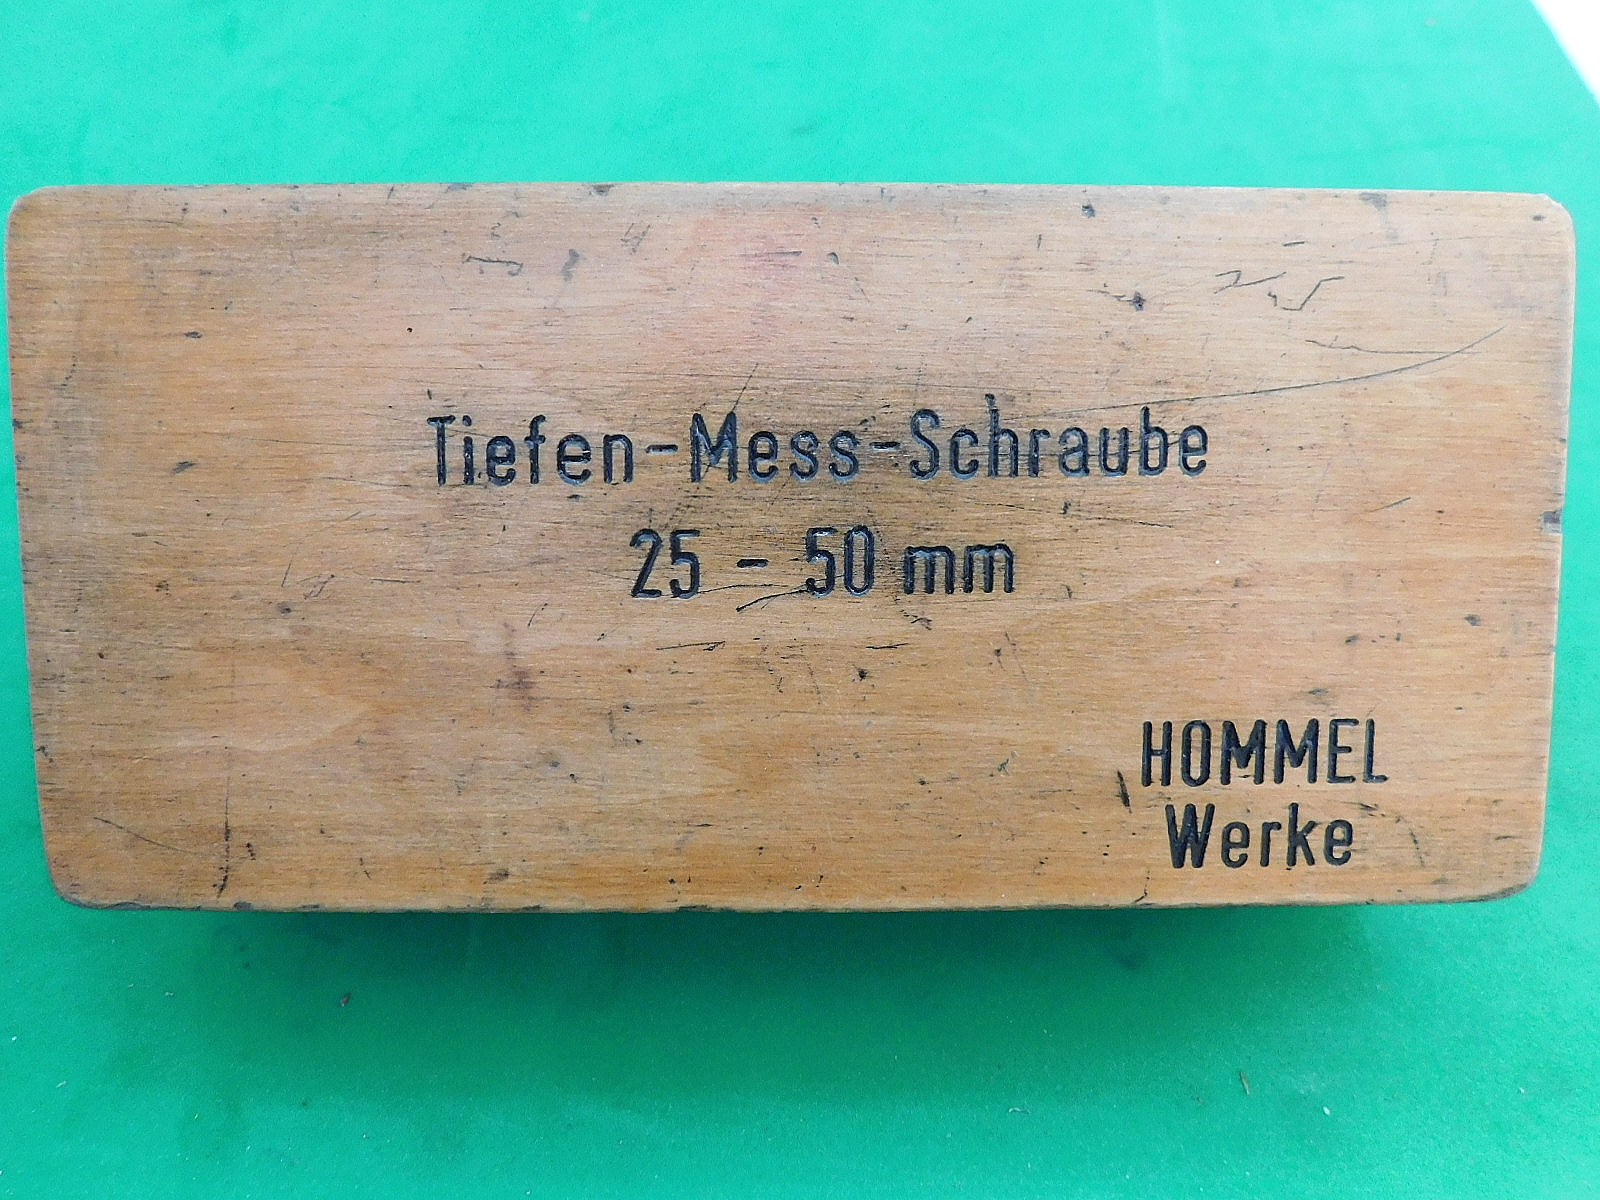 Tiefen-Mess-Schraube
25 - 50 mm
HOMMEL
Werke